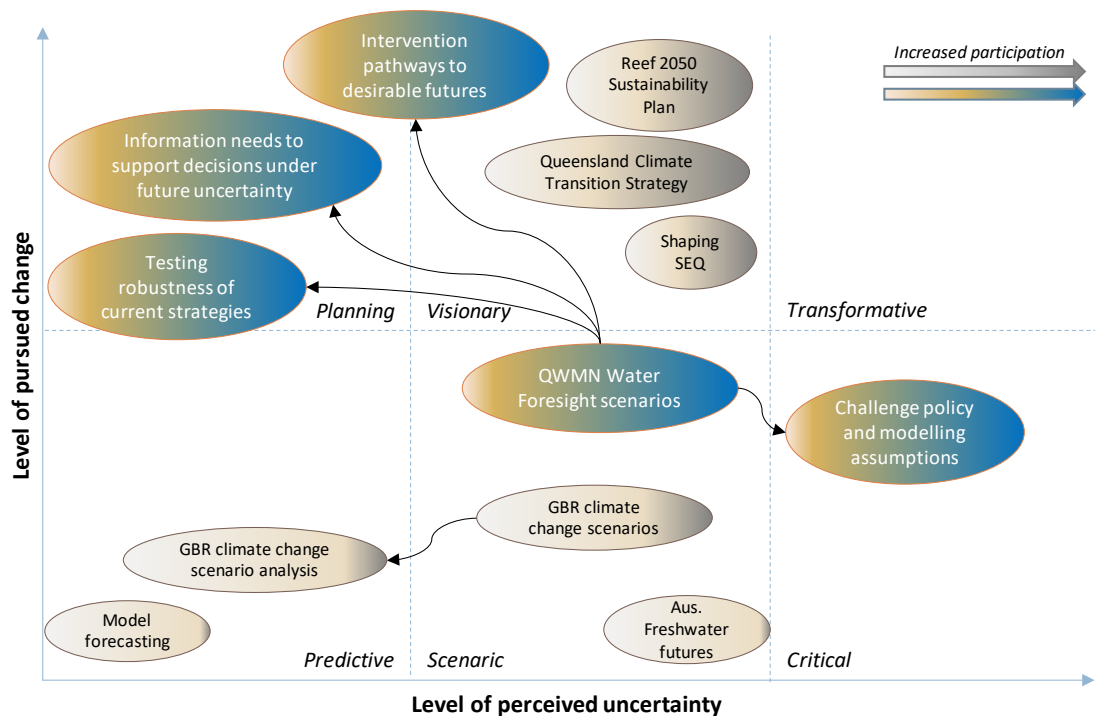 Increased participation
Intervention
pathways to
desirable futures
Reef 2050
Sustainability
Plan
Information needs to
support decisions under
future uncertainty
Queensland Climate
Transition Strategy
Shaping
SEQ
Testing
robustness of
current strategies
Planning
Visionary
Transformative
QWMN Water
Foresight scenarios
Challenge policy
and modelling
assumptions
GBR climate
change scenarios
GBR climate change
scenario analysis
Model
forecasting
Aus.
Freshwater
futures
Predictive
Scenaric
Critical
Level of pursued change
Level of perceived uncertainty